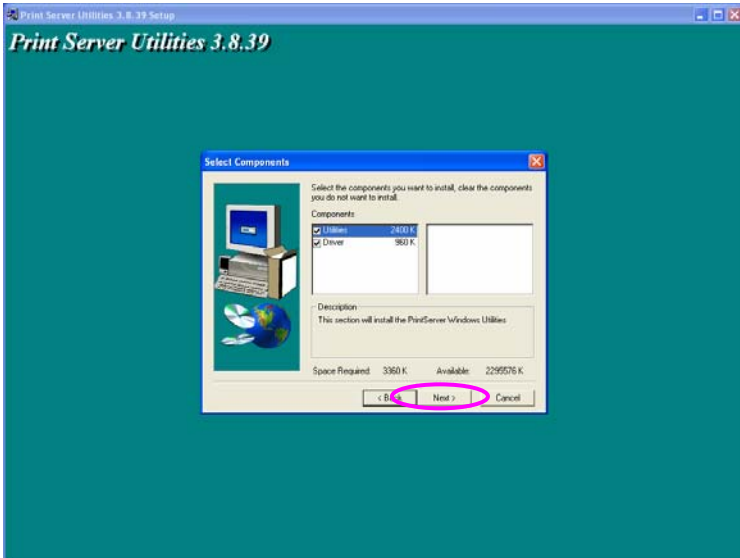 Print Server Utilities 3.8.39 Setup
Print Server Utilities 3.8.39
Select Components
Select the components you want to install, clear the components
you do not want to install.
Components
Utilities 2400 K
Driver 960 K
Description
This section will install the PrintServer Windows Utilities
Space Required: 3360 K Available: 2295576 K
< Back Next > Cancel